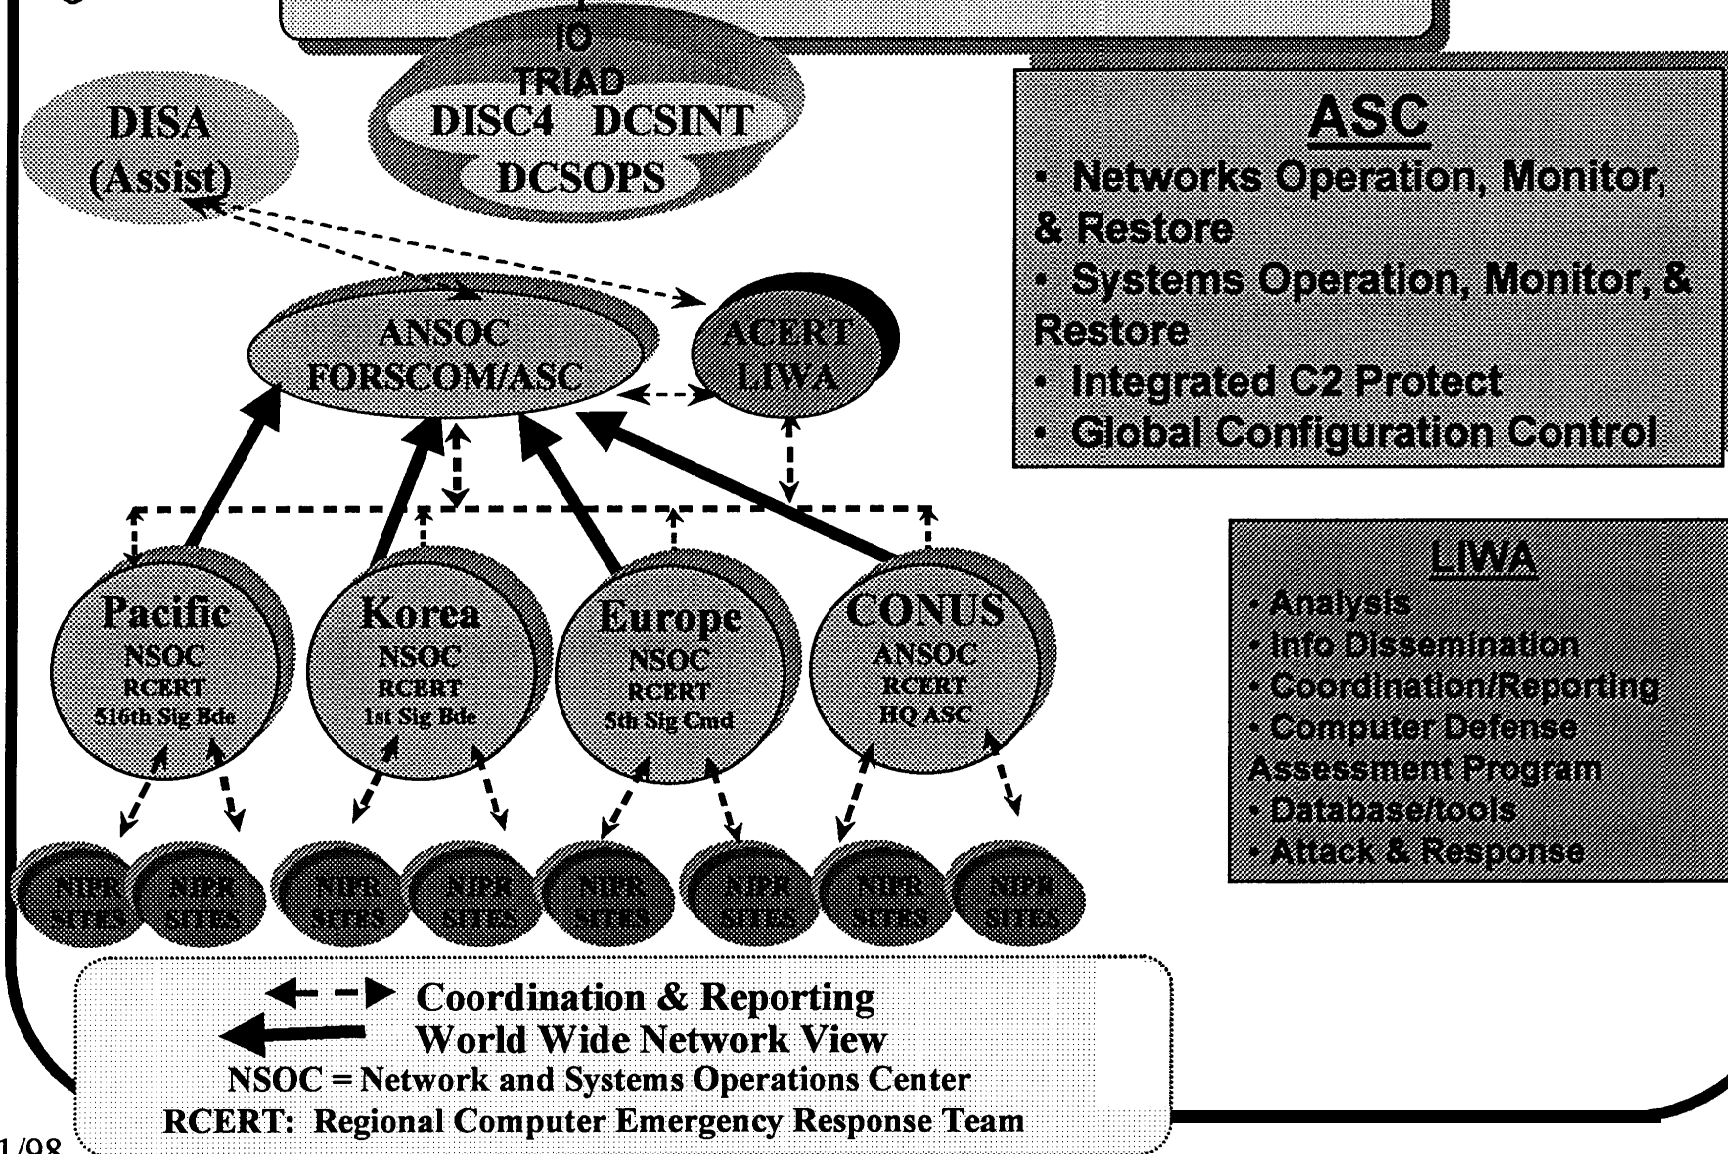 IO
TRIAD
DISC4 DCSINT
DCSOPS
DISA
(Assist)
ANSOC
FORSCOM/ASC
ACERT
LIWA
ASC
• Networks Operation, Monitor,
& Restore
• Systems Operation, Monitor, &
Restore
• Integrated C2 Protect
• Global Configuration Control
Pacific
NSOC
RCERT
516th Sig Bde
Korea
NSOC
RCERT
1st Sig Bde
Europe
NSOC
RCERT
5th Sig Cmd
CONUS
ANSOC
RCERT
HQ ASC
LIWA
• Analysis
• Info Dissemination
• Coordination/Reporting
• Computer Defense
Assessment Program
• Database/tools
• Attack & Response
NIPR
SITES
NIPR
SITES
NIPR
SITES
NIPR
SITES
NIPR
SITES
NIPR
SITES
NIPR
SITES
NIPR
SITES
Coordination & Reporting
World Wide Network View
NSOC = Network and Systems Operations Center
RCERT: Regional Computer Emergency Response Team
1/98